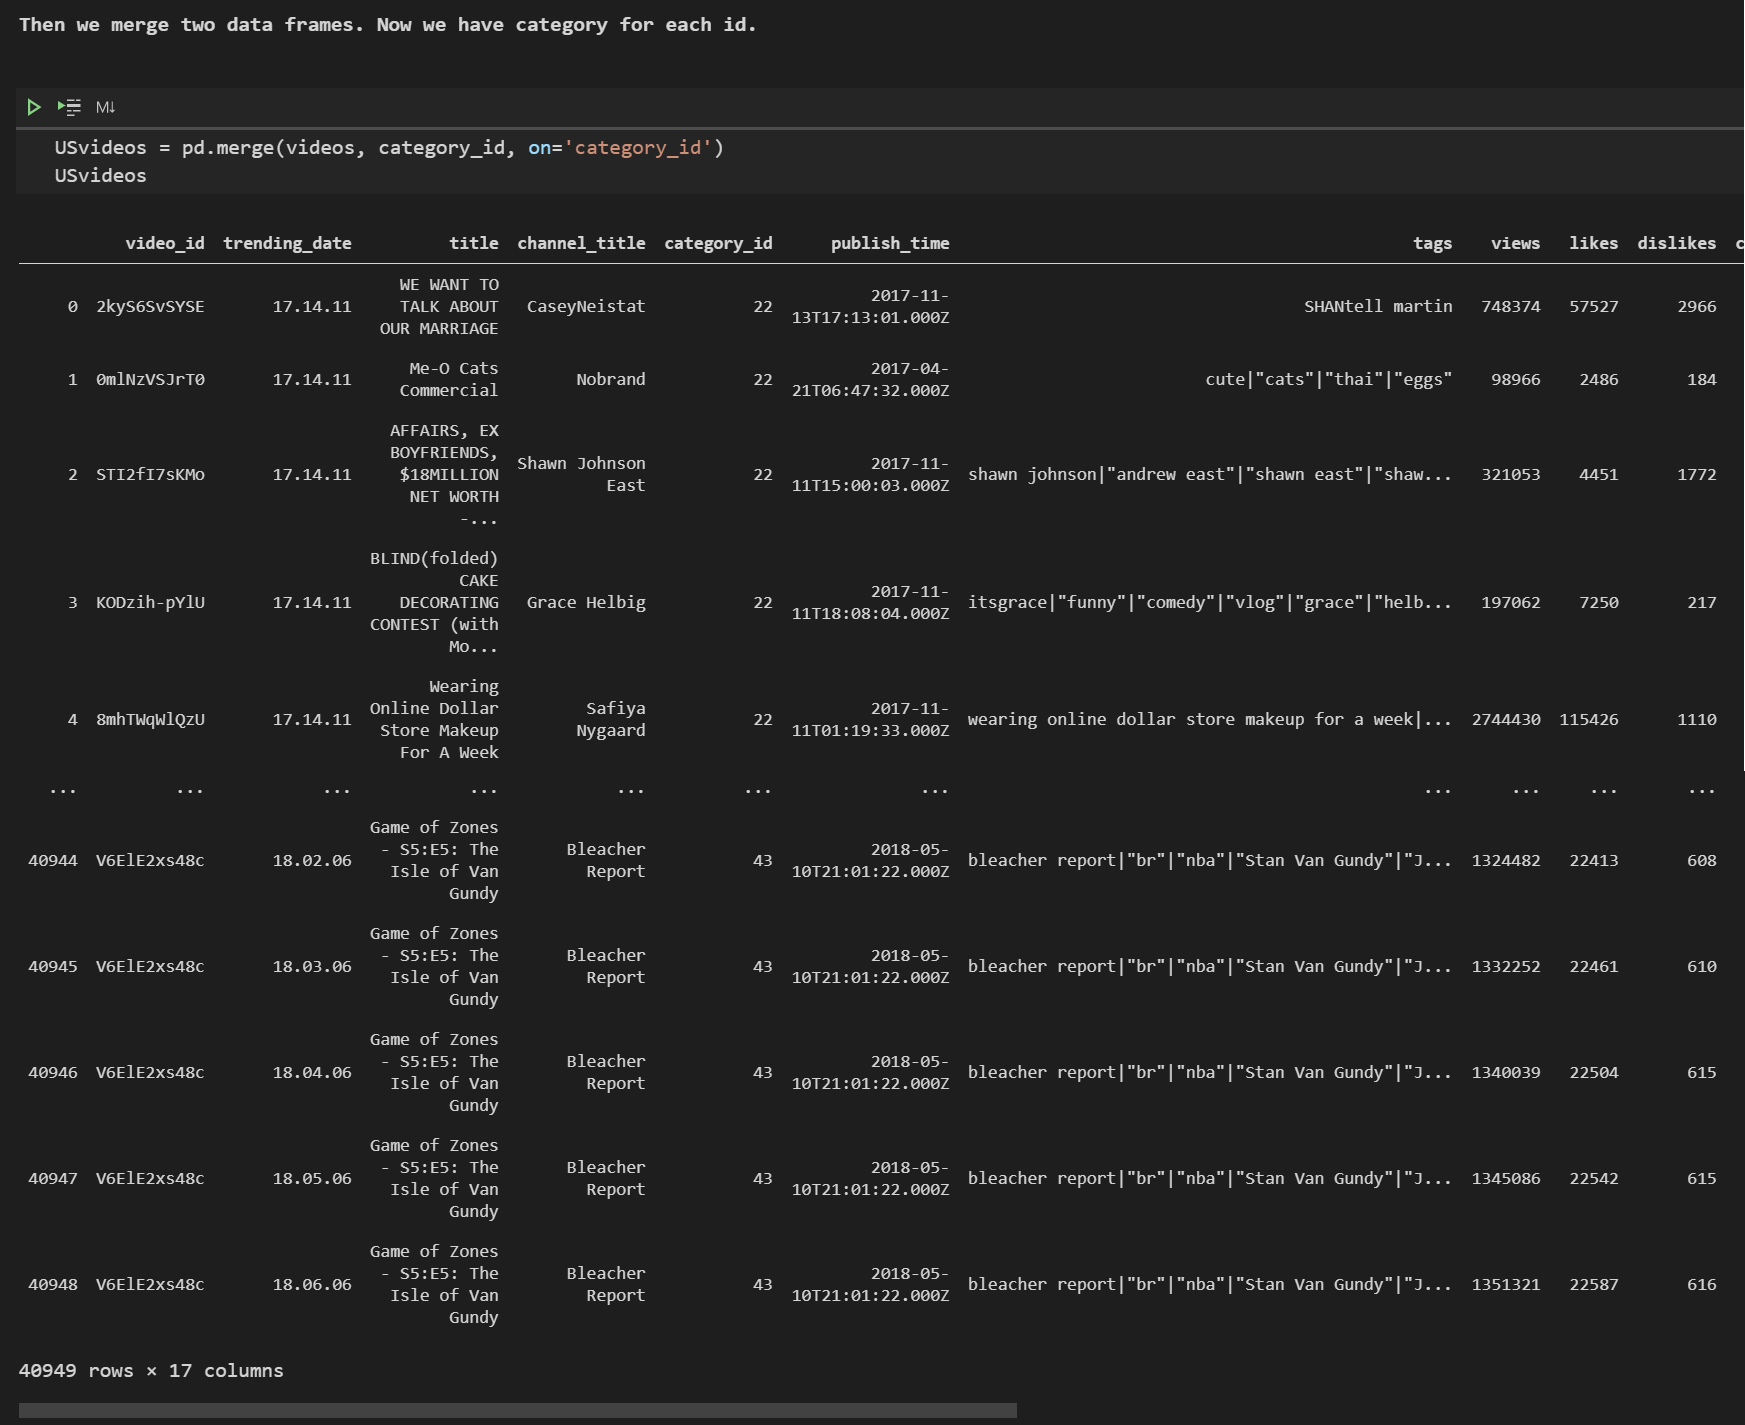 Then we merge two data frames. Now we have category for each id.
M↓
USvideos = pd.merge(videos, category_id, on='category_id')
USvideos
video_id trending_date title channel_title category_id publish_time tags views likes dislikes c
0 2kyS6SvSYSE 17.14.11 WE WANT TO TALK ABOUT OUR MARRIAGE CaseyNeistat 22 2017-11-13T17:13:01.000Z SHANtell martin 748374 57527 2966
1 0mlNzVSJrT0 17.14.11 Me-O Cats Commercial Nobrand 22 2017-04-21T06:47:32.000Z cute|"cats"|"thai"|"eggs" 98966 2486 184
2 STI2fI7sKMo 17.14.11 AFFAIRS, EX BOYFRIENDS, $18MILLION NET WORTH -... Shawn Johnson East 22 2017-11-11T15:00:03.000Z shawn johnson|"andrew east"|"shawn east"|"shaw... 321053 4451 1772
3 KODzih-pYlU 17.14.11 BLIND(folded) CAKE DECORATING CONTEST (with Mo... Grace Helbig 22 2017-11-11T18:08:04.000Z itsgrace|"funny"|"comedy"|"vlog"|"grace"|"helb... 197062 7250 217
4 8mhTWqWlQzU 17.14.11 Wearing Online Dollar Store Makeup For A Week Safiya Nygaard 22 2017-11-11T01:19:33.000Z wearing online dollar store makeup for a week|... 2744430 115426 1110
... ... ... ... ... ... ... ... ... ... ...
40944 V6ElE2xs48c 18.02.06 Game of Zones - S5:E5: The Isle of Van Gundy Bleacher Report 43 2018-05-10T21:01:22.000Z bleacher report|"br"|"nba"|"Stan Van Gundy"|"J... 1324482 22413 608
40945 V6ElE2xs48c 18.03.06 Game of Zones - S5:E5: The Isle of Van Gundy Bleacher Report 43 2018-05-10T21:01:22.000Z bleacher report|"br"|"nba"|"Stan Van Gundy"|"J... 1332252 22461 610
40946 V6ElE2xs48c 18.04.06 Game of Zones - S5:E5: The Isle of Van Gundy Bleacher Report 43 2018-05-10T21:01:22.000Z bleacher report|"br"|"nba"|"Stan Van Gundy"|"J... 1340039 22504 615
40947 V6ElE2xs48c 18.05.06 Game of Zones - S5:E5: The Isle of Van Gundy Bleacher Report 43 2018-05-10T21:01:22.000Z bleacher report|"br"|"nba"|"Stan Van Gundy"|"J... 1345086 22542 615
40948 V6ElE2xs48c 18.06.06 Game of Zones - S5:E5: The Isle of Van Gundy Bleacher Report 43 2018-05-10T21:01:22.000Z bleacher report|"br"|"nba"|"Stan Van Gundy"|"J... 1351321 22587 616
40949 rows × 17 columns